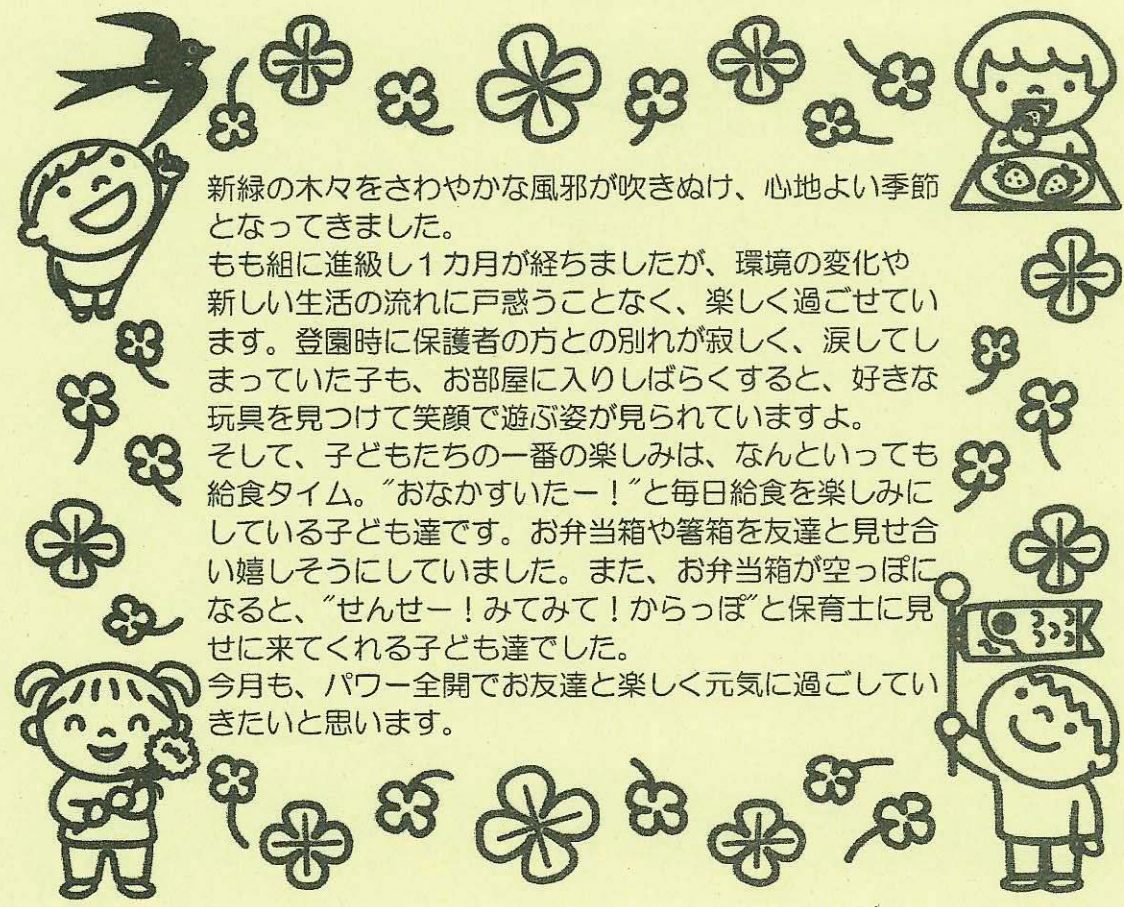 新緑の木々をさわやかな風邪が吹きぬけ、心地よい季節
となってきました。
もも組に進級し1カ月が経ちましたが、環境の変化や
新しい生活の流れに戸惑うことなく、楽しく過ごせてい
ます。登園時に保護者の方との別れが寂しく、涙してし
まっていた子も、お部屋に入りしばらくすると、好きな
玩具を見つけて笑顔で遊ぶ姿が見られていますよ。
そして、子どもたちの一番の楽しみは、なんといっても
給食タイム。〝おなかすいたー!〞と毎日給食を楽しみに
している子ども達です。お弁当箱や箸箱を友達と見せ合
い嬉しそうにしていました。また、お弁当箱が空っぽに
なると、〝せんせー!みてみて!からっぽ〞と保育士に見
せに来てくれる子ども達でした。
今月も、パワー全開でお友達と楽しく元気に過ごしてい
きたいと思います。